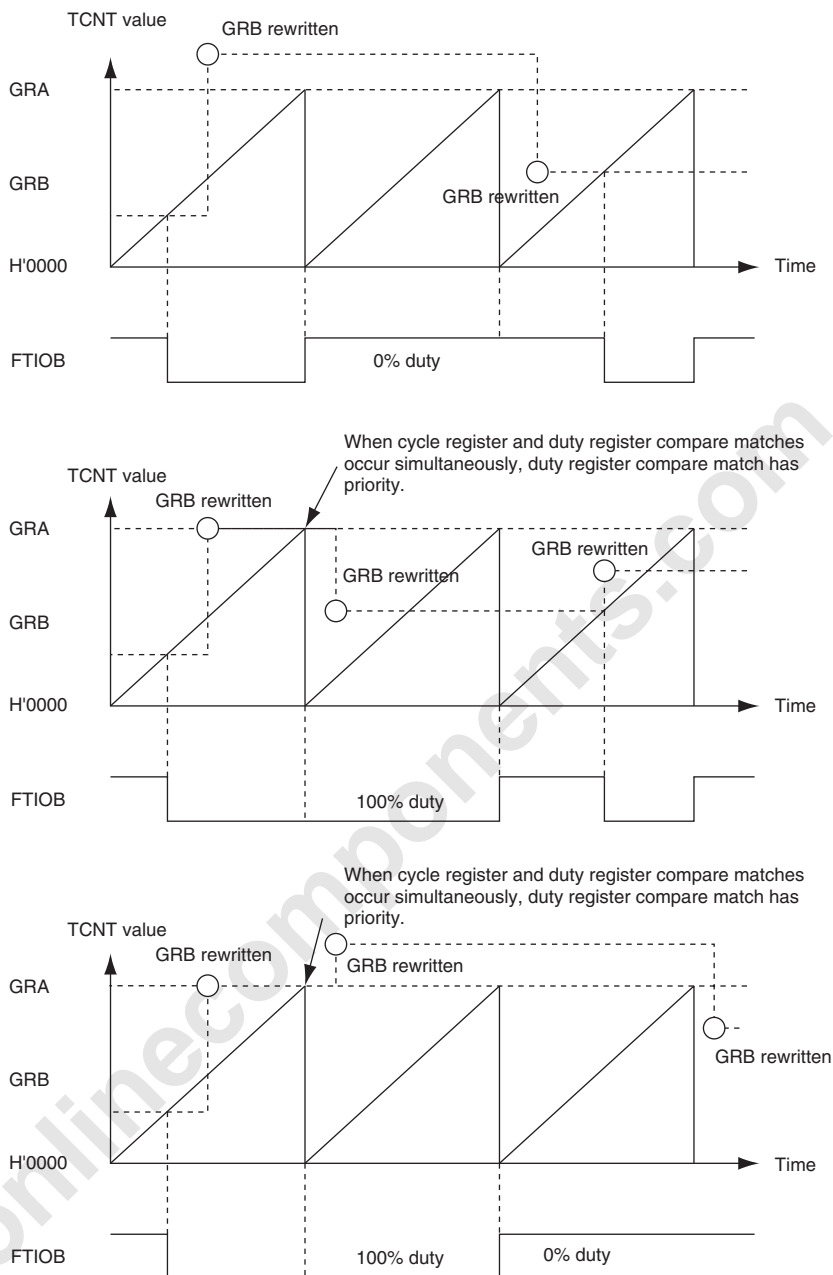 TCNT value
GRB rewritten
GRA
GRB
GRB rewritten
H'0000
Time
FTIOB
0% duty
When cycle register and duty register compare matches
occur simultaneously, duty register compare match has
priority.
TCNT value
GRB rewritten
GRA
GRB rewritten
GRB rewritten
GRB
H'0000
Time
FTIOB
100% duty
When cycle register and duty register compare matches
occur simultaneously, duty register compare match has
priority.
TCNT value
GRB rewritten
GRB rewritten
GRA
GRB rewritten
GRB
H'0000
Time
FTIOB
100% duty
0% duty
onlinecomponents.com